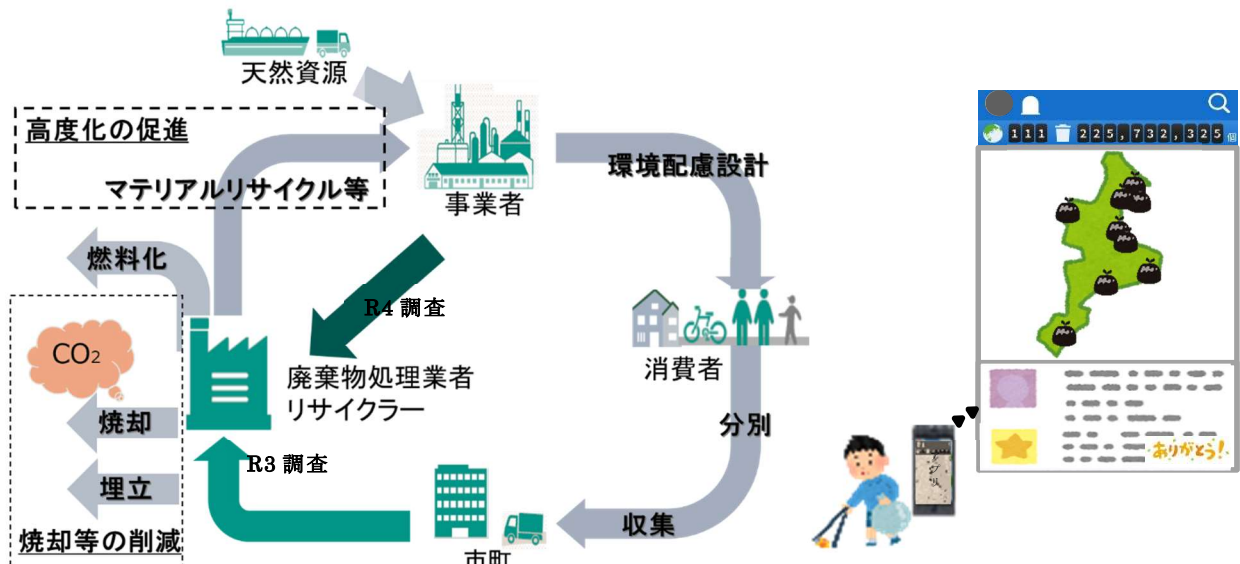 天然資源
高度化の促進
マテリアルリサイクル等
事業者
環境配慮設計
燃料化
R4 調査
CO2
廃棄物処理業者
リサイクラー
消費者
焼却
分別
R3 調査
埋立
収集
焼却等の削減
市町
111
225,732,325個
ありがとう!